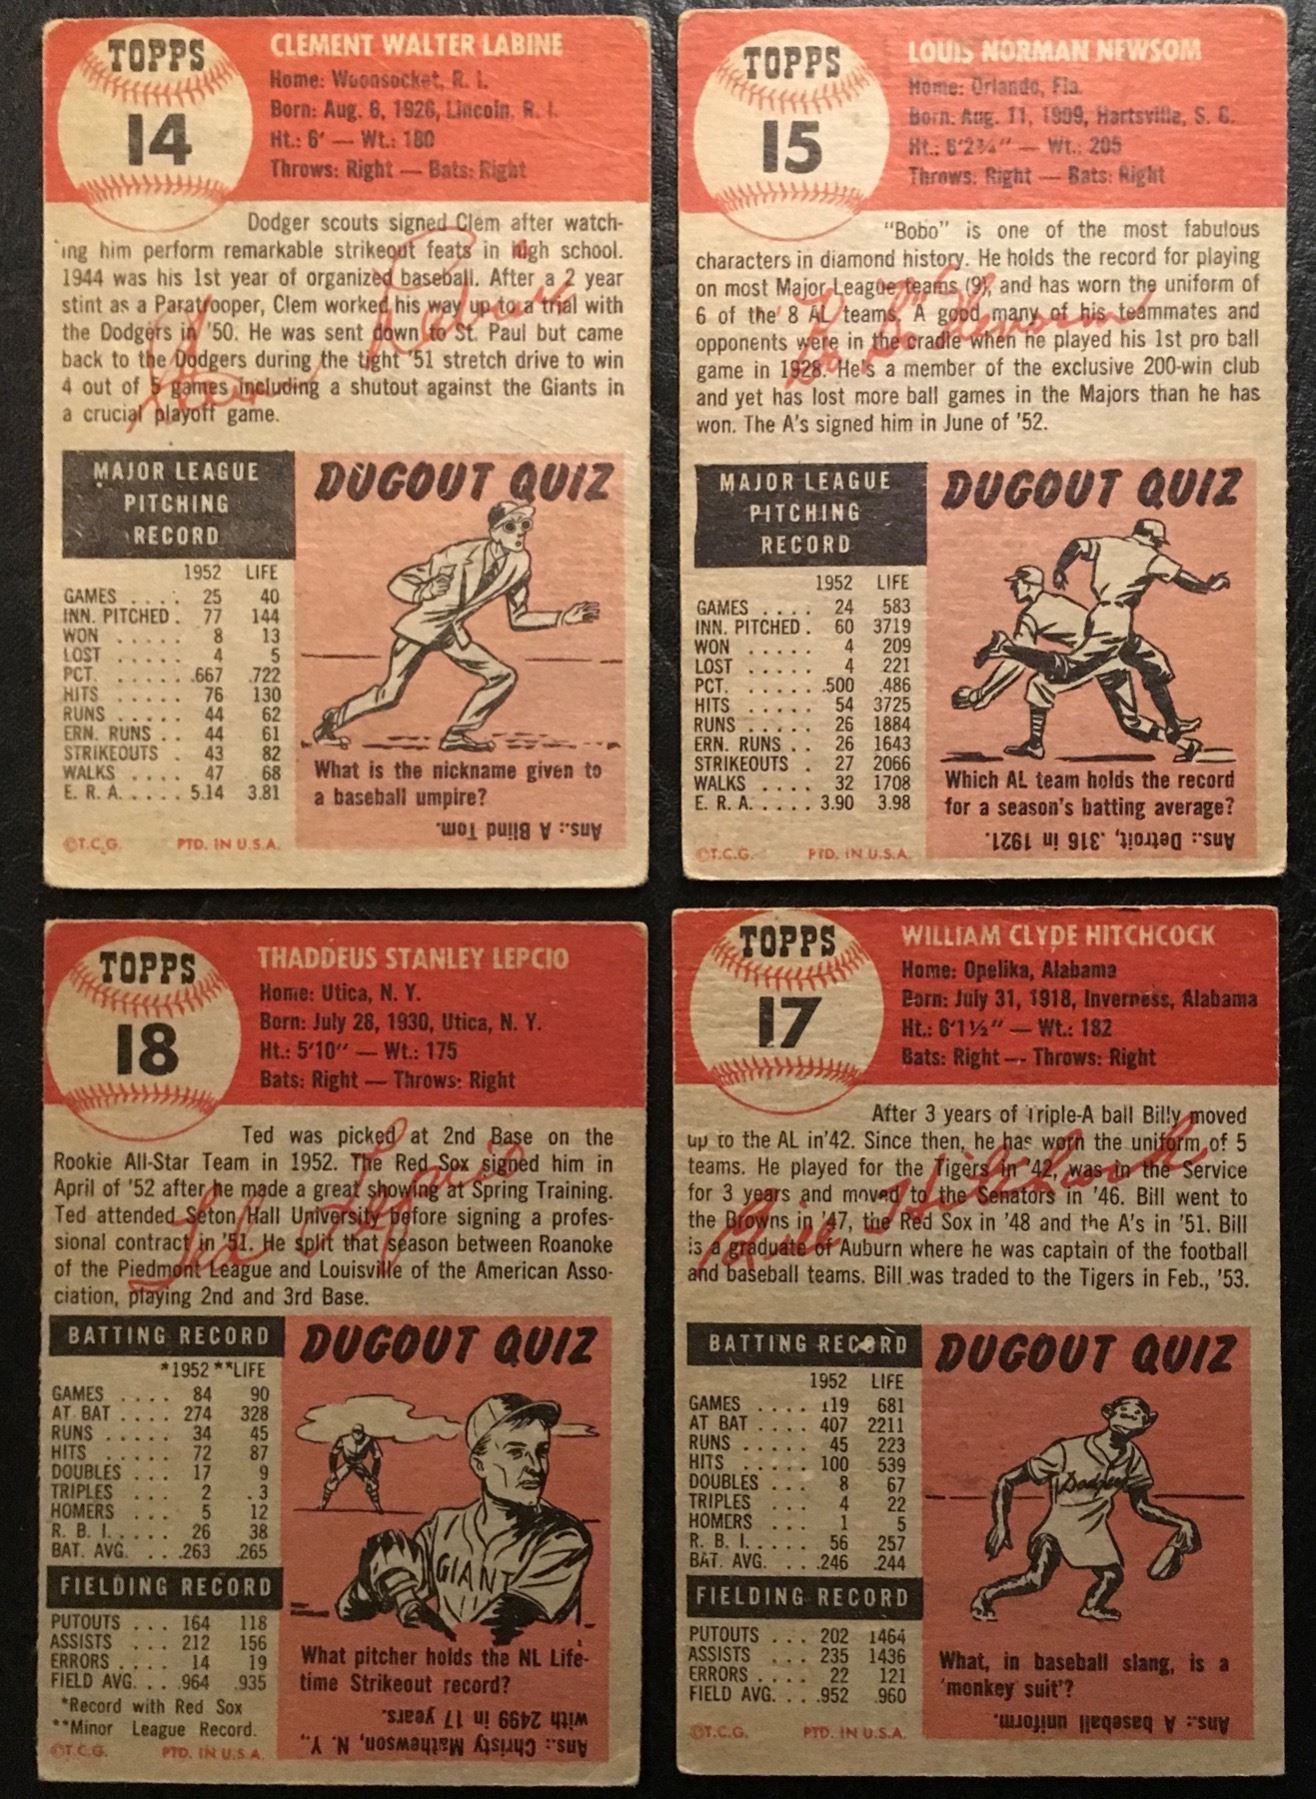 TOPPS
14
CLEMENT WALTER LABINE
Home: Woonsocket, R. I.
Born: Aug. 6, 1926, Lincoln, R. I.
Ht.: 6' — Wt.: 180
Throws: Right — Bats: Right
Dodger scouts signed Clem after watch-
ing him perform remarkable strikeout feats in high school.
1944 was his 1st year of organized baseball. After a 2 year
stint as a Paratrooper, Clem worked his way up to a trial with
the Dodgers in '50. He was sent down to St. Paul but came
back to the Dodgers during the tight '51 stretch drive to win
4 out of 5 games including a shutout against the Giants in
a crucial playoff game.
Clem Labine
MAJOR LEAGUE
PITCHING
RECORD
1952 LIFE
GAMES . . . . 25 40
INN. PITCHED . 77 144
WON . . . . . 8 13
LOST . . . . . 4 5
PCT. . . . . . .667 .722
HITS . . . . . 76 130
RUNS . . . . . 44 62
ERN. RUNS . . 44 61
STRIKEOUTS . 43 82
WALKS . . . . 47 68
E. R. A. . . . . 5.14 3.81
©T.C.G. PTD. IN U.S.A.
DUGOUT QUIZ
What is the nickname given to
a baseball umpire?
Ans.: A Blind Tom.
TOPPS
15
LOUIS NORMAN NEWSOM
Home: Orlando, Fla.
Born: Aug. 11, 1909, Hartsville, S. C.
Ht.: 6'2¾" — Wt.: 205
Throws: Right — Bats: Right
"Bobo" is one of the most fabulous
characters in diamond history. He holds the record for playing
on most Major League teams (9), and has worn the uniform of
6 of the 8 AL teams. A good many of his teammates and
opponents were in the cradle when he played his 1st pro ball
game in 1928. He's a member of the exclusive 200-win club
and yet has lost more ball games in the Majors than he has
won. The A's signed him in June of '52.
"Bo Bo" Newsom
MAJOR LEAGUE
PITCHING
RECORD
1952 LIFE
GAMES . . . . 24 583
INN. PITCHED . 60 3719
WON . . . . . 4 209
LOST . . . . . 4 221
PCT. . . . . . .500 .486
HITS . . . . . 54 3725
RUNS . . . . . 26 1884
ERN. RUNS . . 26 1643
STRIKEOUTS . 27 2066
WALKS . . . . 32 1708
E. R. A. . . . . 3.90 3.98
©T.C.G. PTD. IN U.S.A.
DUGOUT QUIZ
Which AL team holds the record
for a season's batting average?
Ans.: Detroit, .316 in 1921.
TOPPS
18
THADDEUS STANLEY LEPCIO
Home: Utica, N. Y.
Born: July 28, 1930, Utica, N. Y.
Ht.: 5'10" — Wt.: 175
Bats: Right — Throws: Right
Ted was picked at 2nd Base on the
Rookie All-Star Team in 1952. The Red Sox signed him in
April of '52 after he made a great showing at Spring Training.
Ted attended Seton Hall University before signing a profes-
sional contract in '51. He split that season between Roanoke
of the Piedmont League and Louisville of the American Asso-
ciation, playing 2nd and 3rd Base.
Ted Lepcio
BATTING RECORD
*1952 **LIFE
GAMES . . . . 84 90
AT BAT . . . . 274 328
RUNS . . . . . 34 45
HITS . . . . . 72 87
DOUBLES . . . 17 9
TRIPLES . . . 2 3
HOMERS . . . 5 12
R. B. I. . . . . 26 38
BAT. AVG. . . .263 .265
FIELDING RECORD
PUTOUTS . . . 164 118
ASSISTS . . . 212 156
ERRORS . . . . 14 19
FIELD AVG. . . .964 .935
*Record with Red Sox
**Minor League Record.
©T.C.G. PTD. IN U.S.A.
DUGOUT QUIZ
GIANT
What pitcher holds the NL Life-
time Strikeout record?
Ans.: Christy Mathewson, N. Y.,
with 2499 in 17 years.
TOPPS
17
WILLIAM CLYDE HITCHCOCK
Home: Opelika, Alabama
Born: July 31, 1918, Inverness, Alabama
Ht.: 6'1½" — Wt.: 182
Bats: Right — Throws: Right
After 3 years of Triple-A ball Billy moved
up to the AL in'42. Since then, he has worn the uniform of 5
teams. He played for the Tigers in '42, was in the Service
for 3 years and moved to the Senators in '46. Bill went to
the Browns in '47, the Red Sox in '48 and the A's in '51. Bill
is a graduate of Auburn where he was captain of the football
and baseball teams. Bill was traded to the Tigers in Feb., '53.
Bill Hitchcock
BATTING RECORD
1952 LIFE
GAMES . . . . 119 681
AT BAT . . . . 407 2211
RUNS . . . . . 45 223
HITS . . . . . 100 539
DOUBLES . . . 8 67
TRIPLES . . . 4 22
HOMERS . . . 1 5
R. B. I. . . . . 56 257
BAT. AVG. . . .246 .244
FIELDING RECORD
PUTOUTS . . . 202 1464
ASSISTS . . . 235 1436
ERRORS . . . . 22 121
FIELD AVG. . . .952 .960
©T.C.G. PTD. IN U.S.A.
DUGOUT QUIZ
Dodgers
What, in baseball slang, is a
'monkey suit'?
Ans.: A baseball uniform.